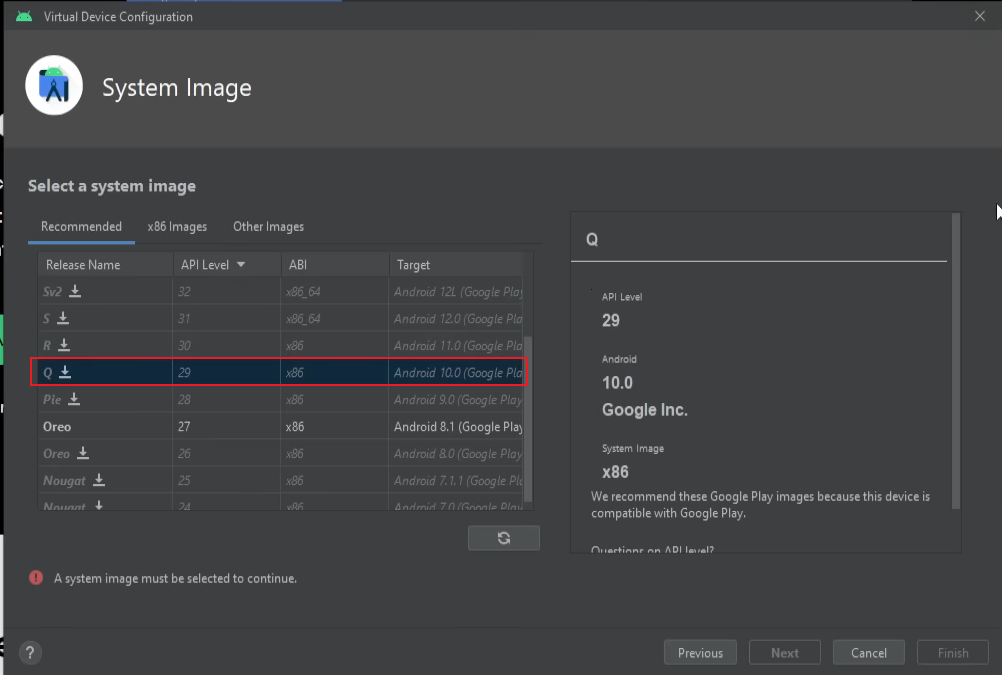 Virtual Device Configuration
System Image
Select a system image
Recommended x86 Images Other Images
Release Name API Level ABI Target
Sv2 32 x86_64 Android 12L (Google Play
S 31 x86_64 Android 12.0 (Google Pla
R 30 x86 Android 11.0 (Google Pla
Q 29 x86 Android 10.0 (Google Pla
Pie 28 x86 Android 9.0 (Google Play
Oreo 27 x86 Android 8.1 (Google Play
Oreo 26 x86 Android 8.0 (Google Play
Nougat 25 x86 Android 7.1.1 (Google Pl
Nougat 24 x86 Android 7.0 (Google Play
Q
API Level
29
Android
10.0
Google Inc.
System Image
x86
We recommend these Google Play images because this device is
compatible with Google Play.
Questions on API level?
A system image must be selected to continue.
?
Previous Next Cancel Finish